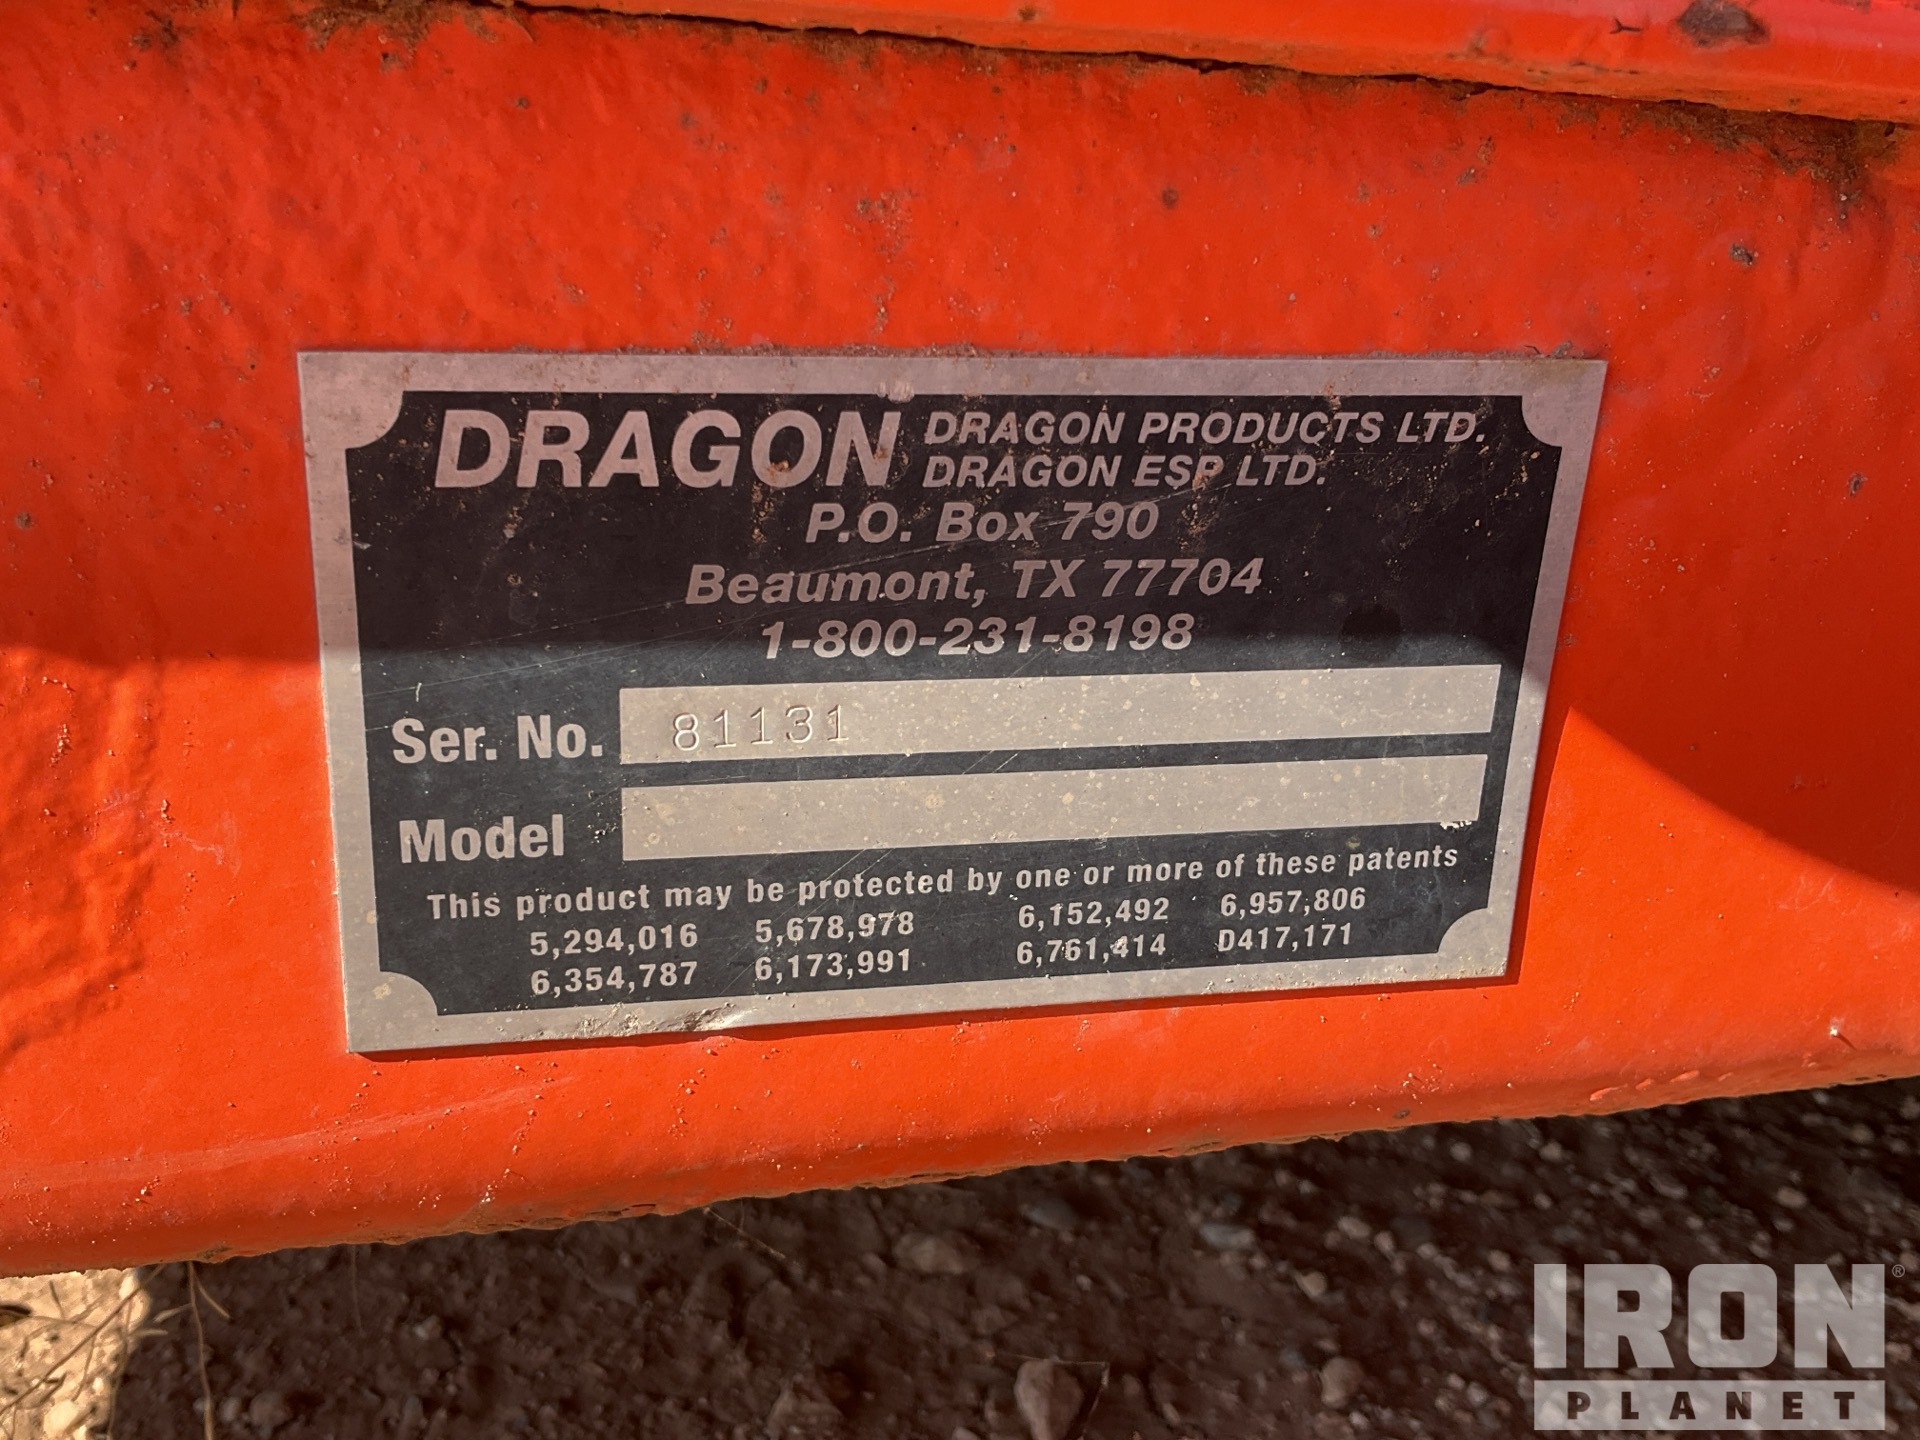 DRAGON DRAGON PRODUCTS LTD.
DRAGON ESP LTD.
P.O. Box 790
Beaumont, TX 77704
1-800-231-8198
Ser. No. 81131
Model
This product may be protected by one or more of these patents
5,294,016 5,678,978 6,152,492 6,957,806
6,354,787 6,173,991 6,761,414 D417,171
IRON®
PLANET